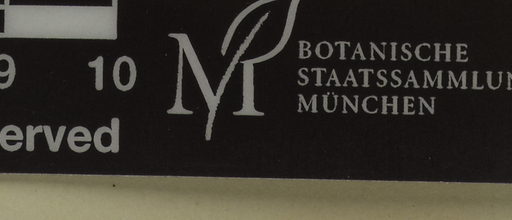 9 10
erved
M BOTANISCHE
STAATSSAMMLUN
MÜNCHEN